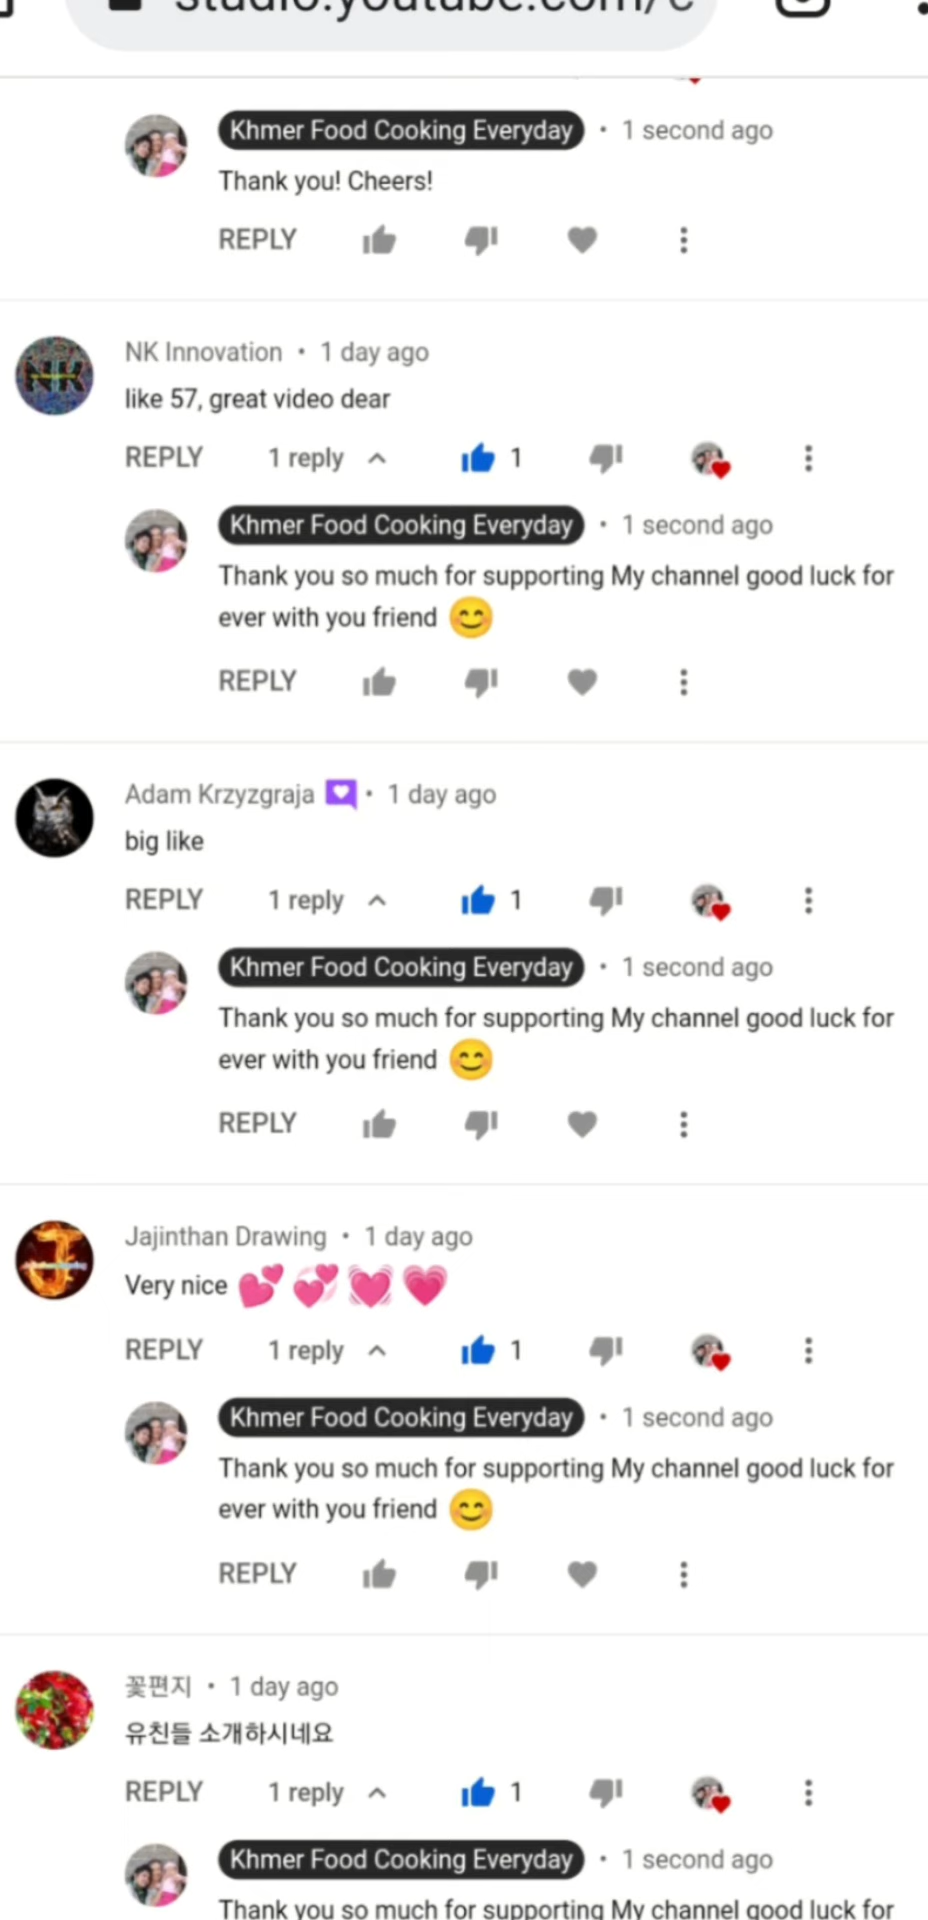 studio.youtube.com/c
Khmer Food Cooking Everyday • 1 second ago
Thank you! Cheers!
REPLY
NK Innovation • 1 day ago
like 57, great video dear
REPLY 1 reply 1
Khmer Food Cooking Everyday • 1 second ago
Thank you so much for supporting My channel good luck for
ever with you friend 😊
REPLY
Adam Krzyzgraja • 1 day ago
big like
REPLY 1 reply 1
Khmer Food Cooking Everyday • 1 second ago
Thank you so much for supporting My channel good luck for
ever with you friend 😊
REPLY
Jajinthan Drawing • 1 day ago
Very nice 💕💞💓💗
REPLY 1 reply 1
Khmer Food Cooking Everyday • 1 second ago
Thank you so much for supporting My channel good luck for
ever with you friend 😊
REPLY
꽃편지 • 1 day ago
유친들 소개하시네요
REPLY 1 reply 1
Khmer Food Cooking Everyday • 1 second ago
Thank you so much for supporting My channel good luck for